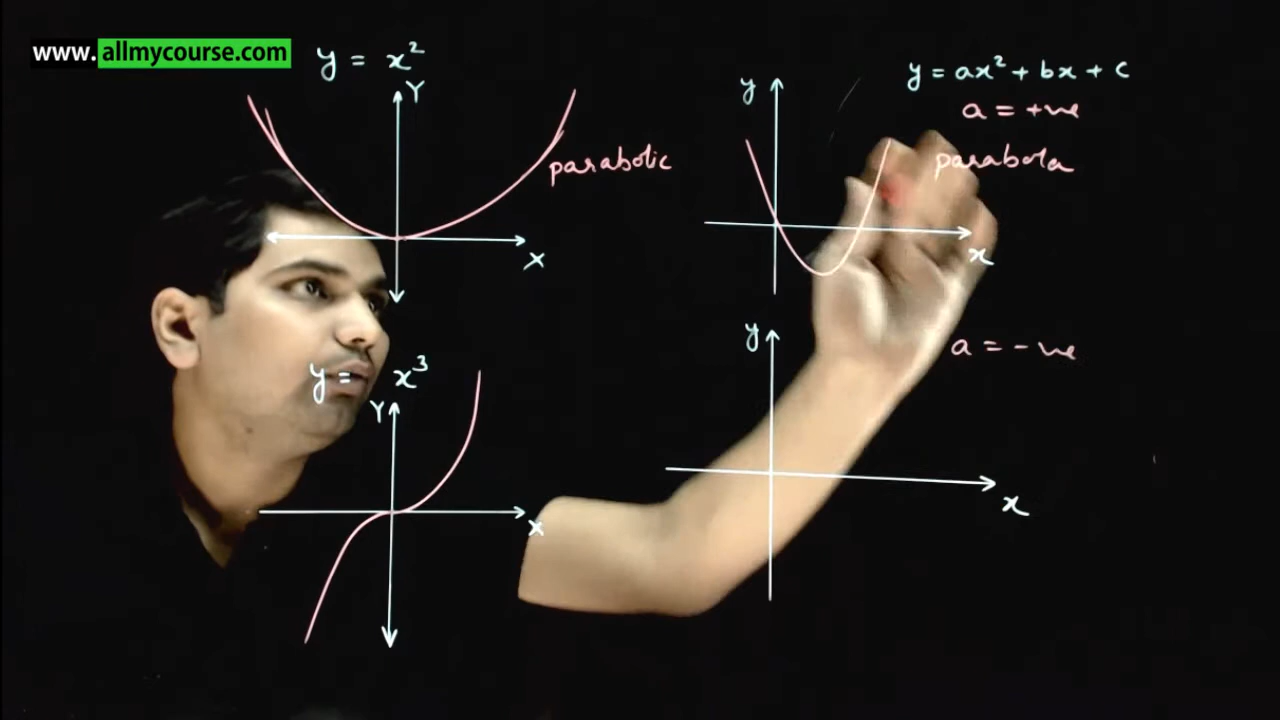 www.allmycourse.com
y = x²
Y
parabolic
X
y = x³
Y
X
y = ax² + bx + c
a = +ve
y
parabola
x
y
a = -ve
x